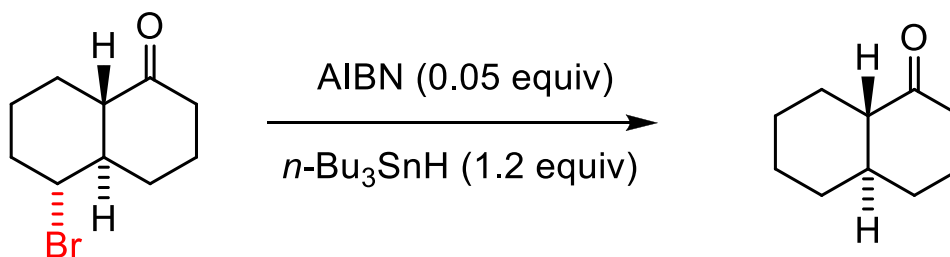 H O
AIBN (0.05 equiv)
n-Bu₃SnH (1.2 equiv)
H
Br
H O
H